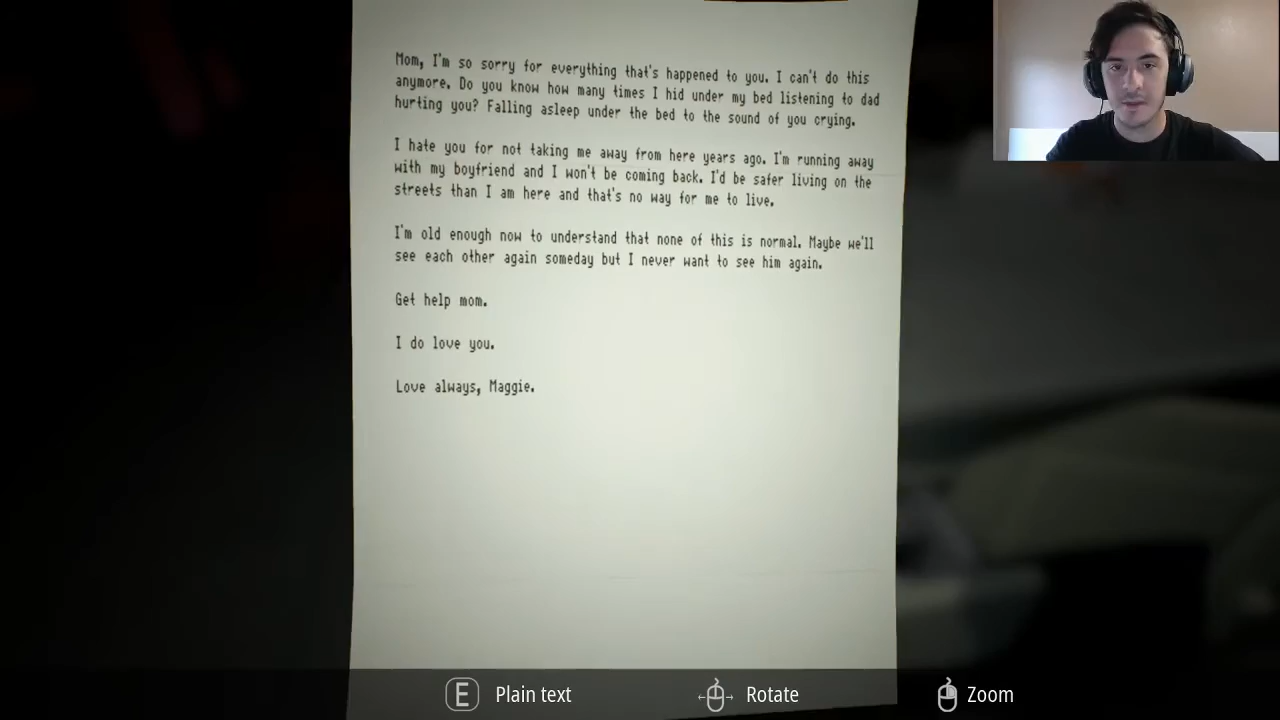 Mom, I'm so sorry for everything that's happened to you. I can't do this
anymore. Do you know how many times I hid under my bed listening to dad
hurting you? Falling asleep under the bed to the sound of you crying.
I hate you for not taking me away from here years ago. I'm running away
with my boyfriend and I won't be coming back. I'd be safer living on the
streets than I am here and that's no way for me to live.
I'm old enough now to understand that none of this is normal. Maybe we'll
see each other again someday but I never want to see him again.
Get help mom.
I do love you.
Love always, Maggie.
E Plain text Rotate Zoom